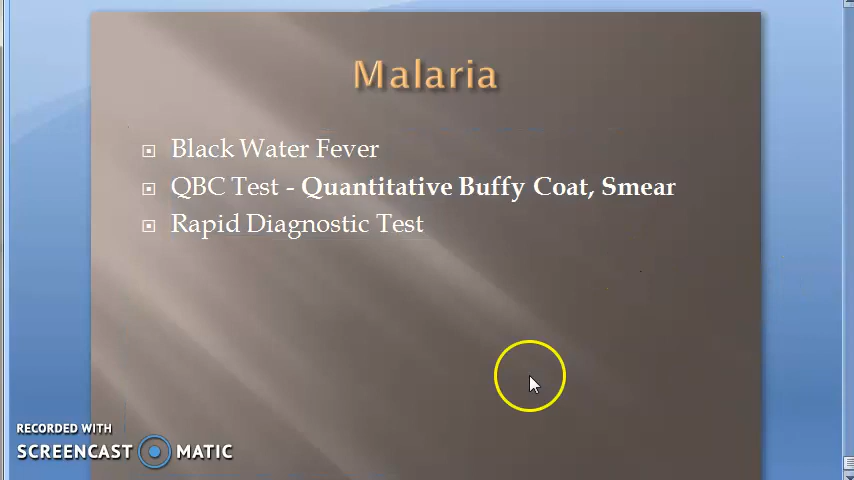 Malaria
Black Water Fever
QBC Test - Quantitative Buffy Coat, Smear
Rapid Diagnostic Test
RECORDED WITH
SCREENCAST MATIC